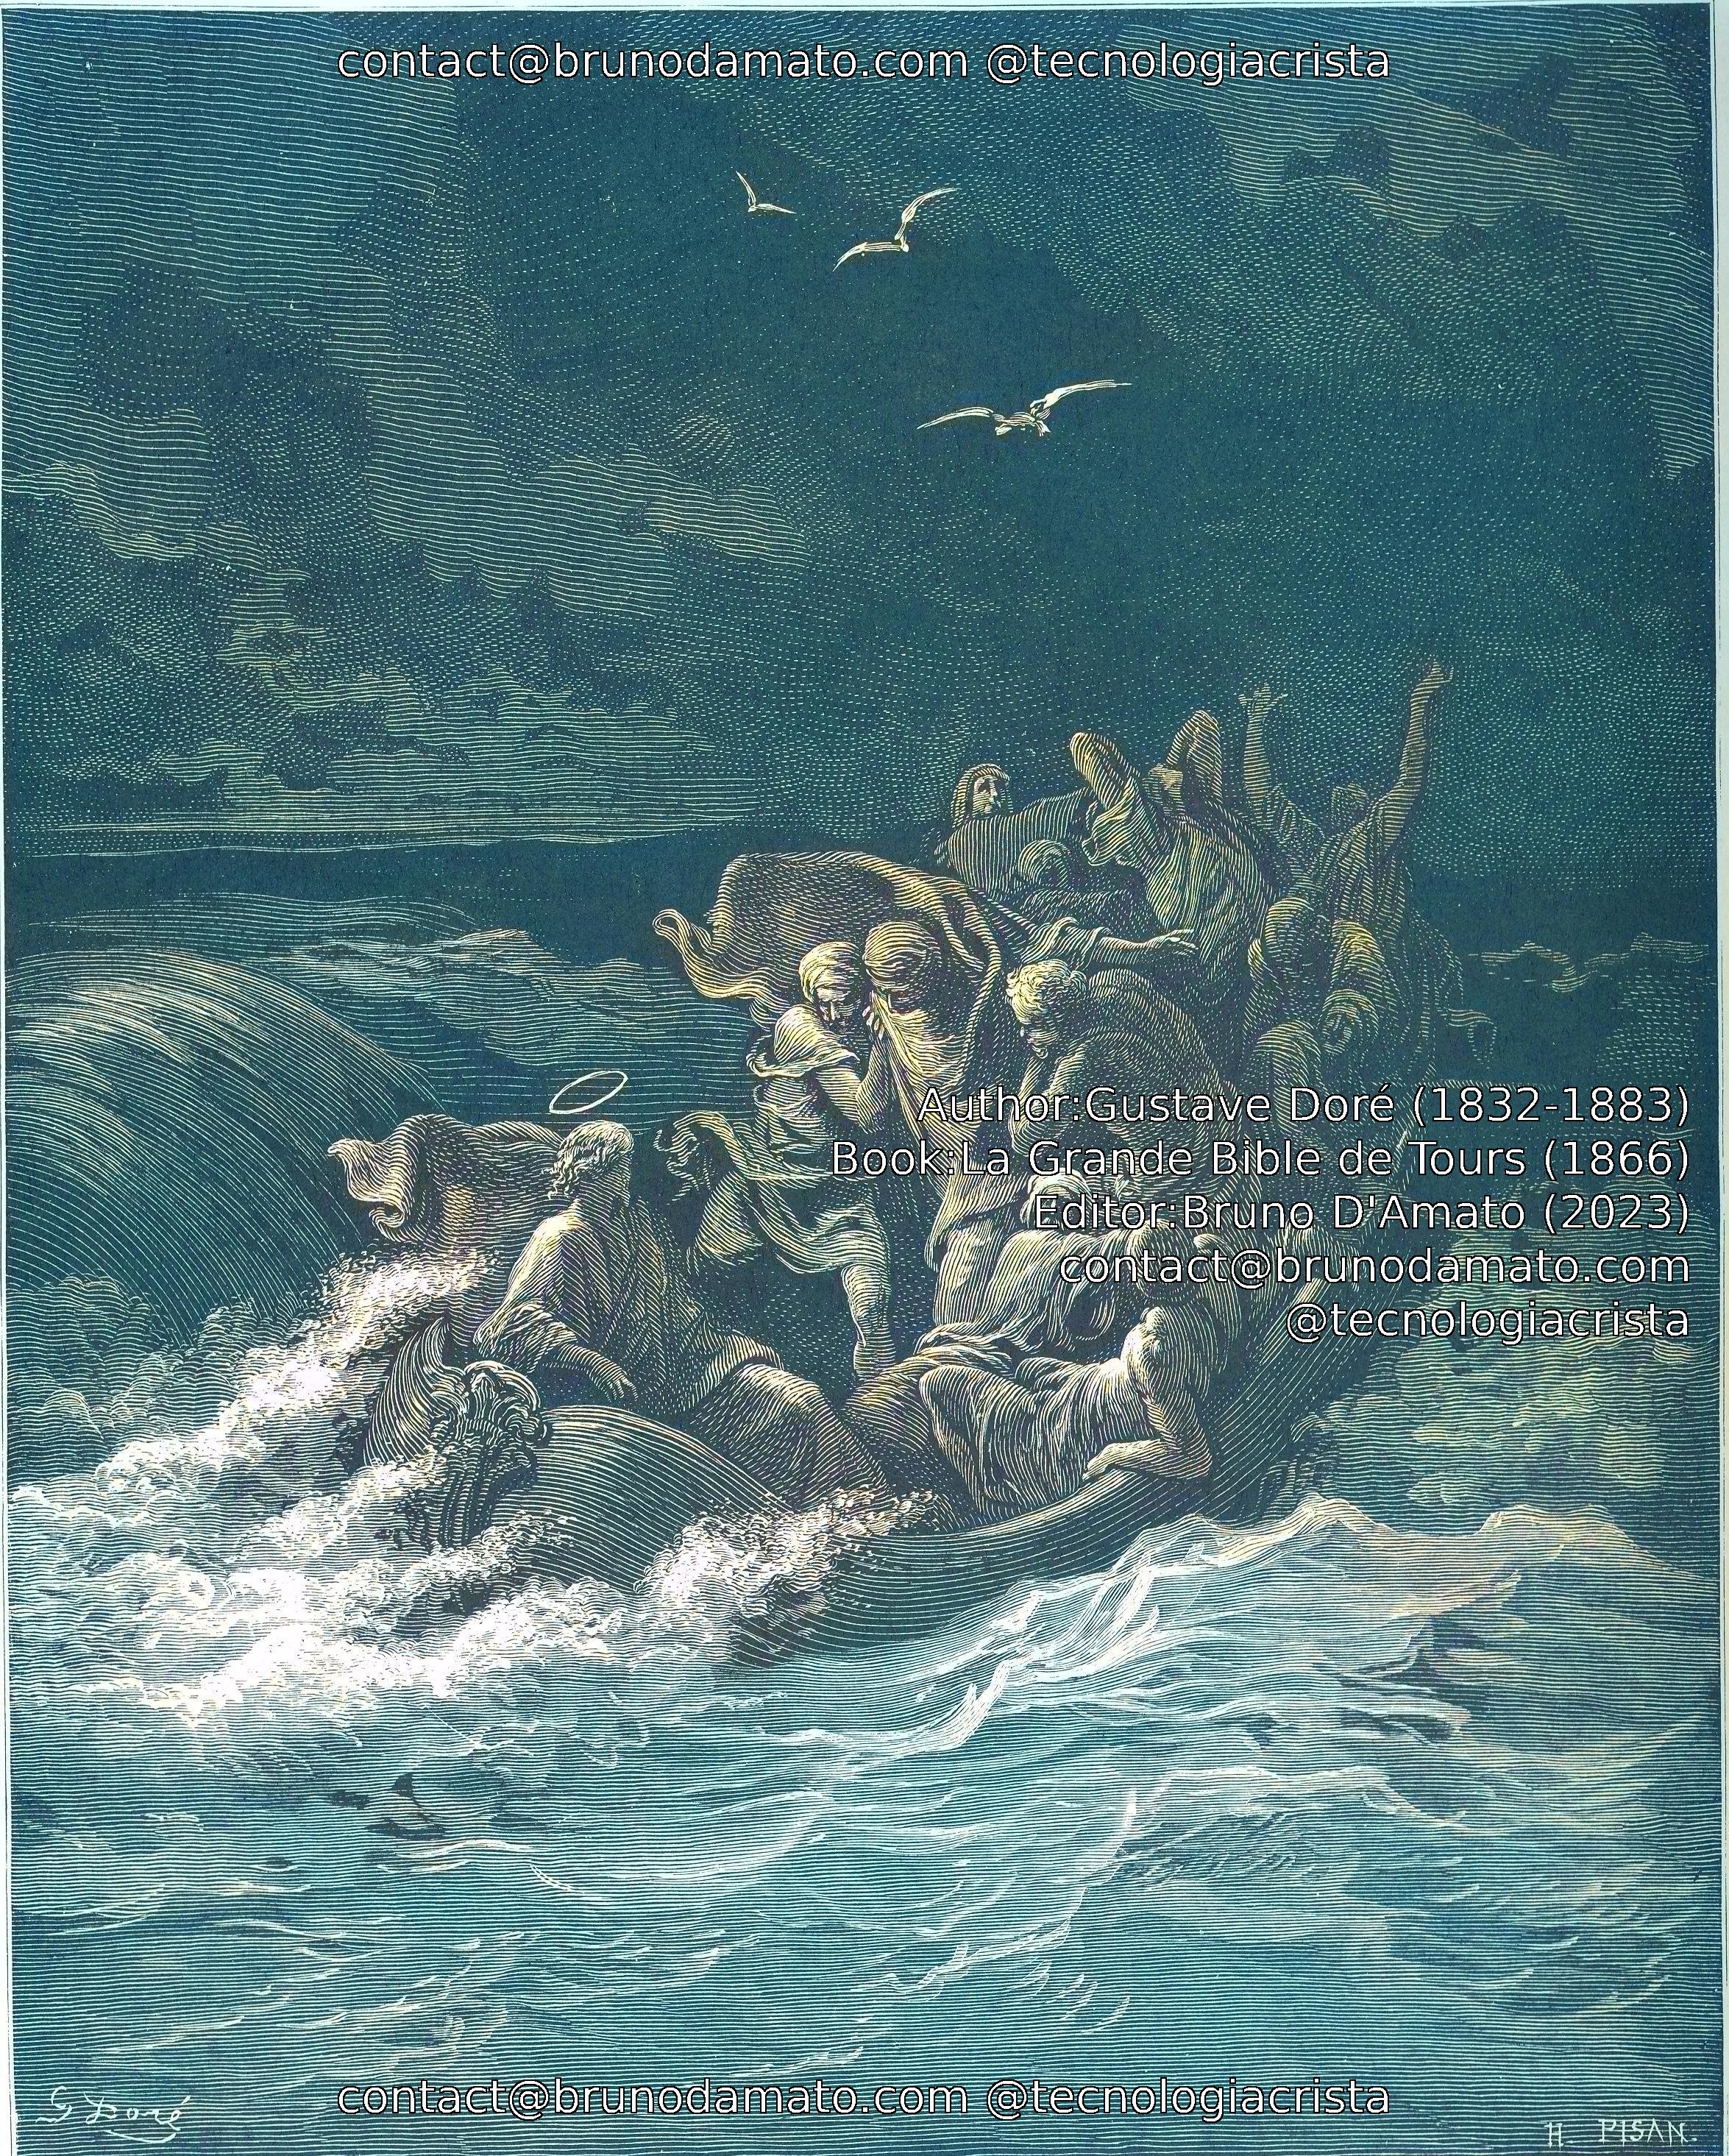 contact@brunodamato.com @tecnologiacrista
Author:Gustave Doré (1832-1883)
Book:La Grande Bible de Tours (1866)
Editor:Bruno D'Amato (2023)
contact@brunodamato.com
@tecnologiacrista
contact@brunodamato.com @tecnologiacrista
G Doré
H. PISAN.